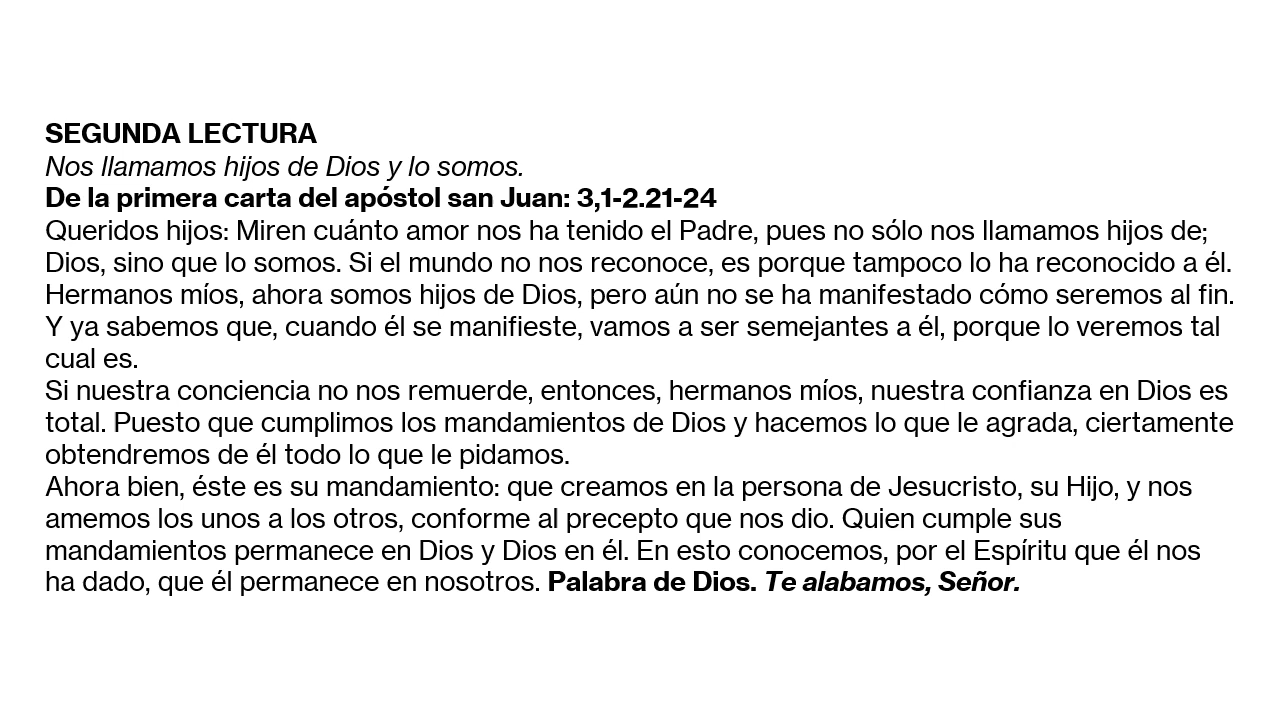 SEGUNDA LECTURA
Nos llamamos hijos de Dios y lo somos.
De la primera carta del apóstol san Juan: 3,1-2.21-24
Queridos hijos: Miren cuánto amor nos ha tenido el Padre, pues no sólo nos llamamos hijos de;
Dios, sino que lo somos. Si el mundo no nos reconoce, es porque tampoco lo ha reconocido a él.
Hermanos míos, ahora somos hijos de Dios, pero aún no se ha manifestado cómo seremos al fin.
Y ya sabemos que, cuando él se manifieste, vamos a ser semejantes a él, porque lo veremos tal
cual es.
Si nuestra conciencia no nos remuerde, entonces, hermanos míos, nuestra confianza en Dios es
total. Puesto que cumplimos los mandamientos de Dios y hacemos lo que le agrada, ciertamente
obtendremos de él todo lo que le pidamos.
Ahora bien, éste es su mandamiento: que creamos en la persona de Jesucristo, su Hijo, y nos
amemos los unos a los otros, conforme al precepto que nos dio. Quien cumple sus
mandamientos permanece en Dios y Dios en él. En esto conocemos, por el Espíritu que él nos
ha dado, que él permanece en nosotros. Palabra de Dios. Te alabamos, Señor.